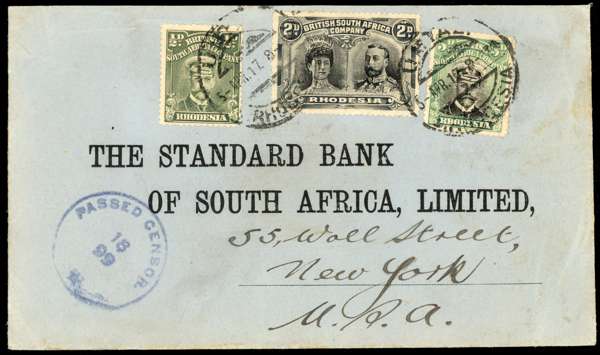 ½D
BRITISH
SOUTH AFRICA COMPANY
RHODESIA
2D BRITISH SOUTH AFRICA 2D
COMPANY
RHODESIA
RHODESIA
THE STANDARD BANK
OF SOUTH AFRICA, LIMITED,
55, Wall Street,
New York
U.S.A.
PASSED CENSOR